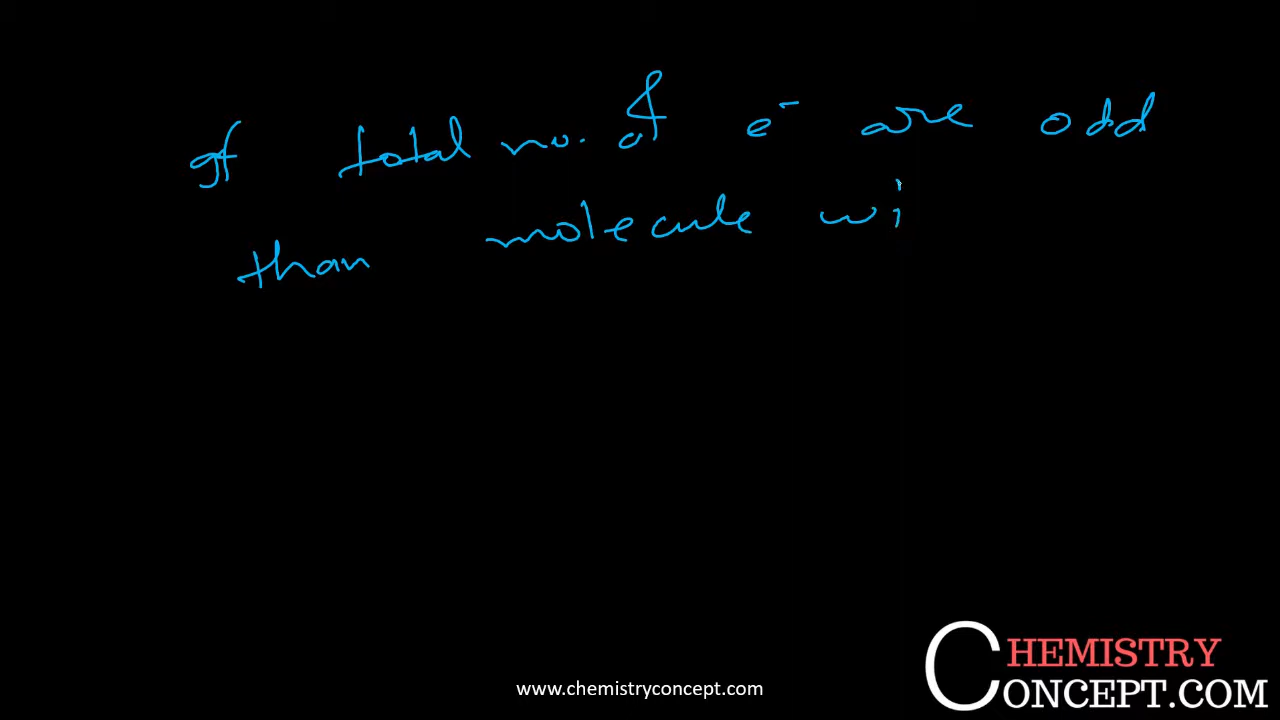 If total no. of e⁻ are odd
than molecule wi
www.chemistryconcept.com
CHEMISTRY
CONCEPT.COM